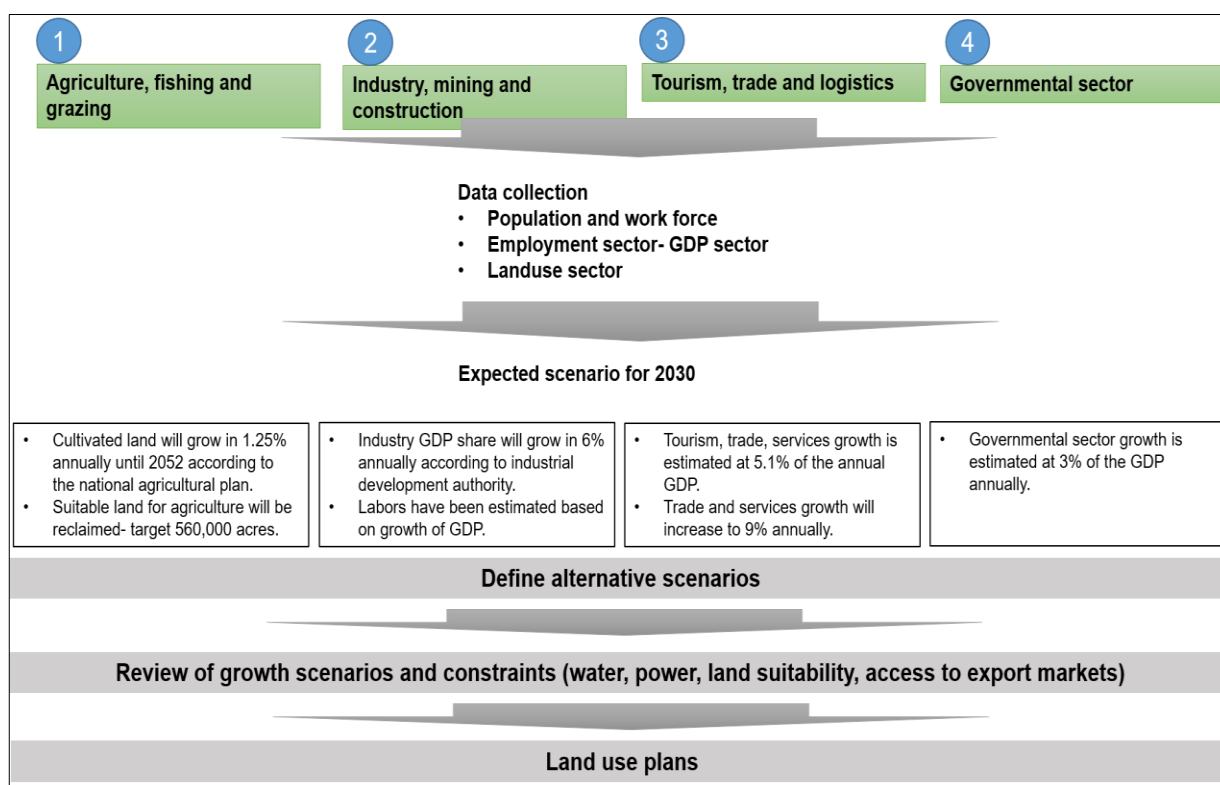 1
Agriculture, fishing and
grazing
2
Industry, mining and
construction
3
Tourism, trade and logistics
4
Governmental sector
Data collection
• Population and work force
• Employment sector- GDP sector
• Landuse sector
Expected scenario for 2030
• Cultivated land will grow in 1.25%
annually until 2052 according to
the national agricultural plan.
• Suitable land for agriculture will be
reclaimed- target 560,000 acres.
• Industry GDP share will grow in 6%
annually according to industrial
development authority.
• Labors have been estimated based
on growth of GDP.
• Tourism, trade, services growth is
estimated at 5.1% of the annual
GDP.
• Trade and services growth will
increase to 9% annually.
• Governmental sector growth is
estimated at 3% of the GDP
annually.
Define alternative scenarios
Review of growth scenarios and constraints (water, power, land suitability, access to export markets)
Land use plans